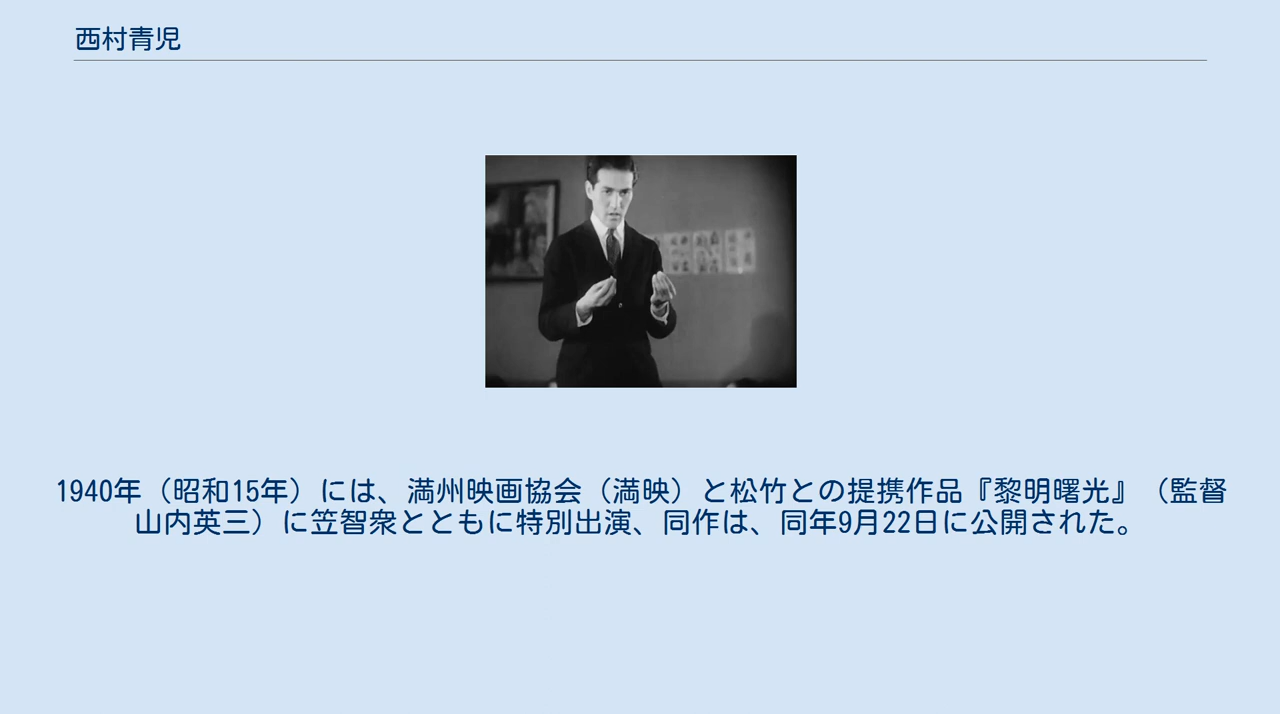 西村青児
1940年（昭和15年）には、満州映画協会（満映）と松竹との提携作品『黎明曙光』（監督
山内英三）に笠智衆とともに特別出演、同作は、同年9月22日に公開された。